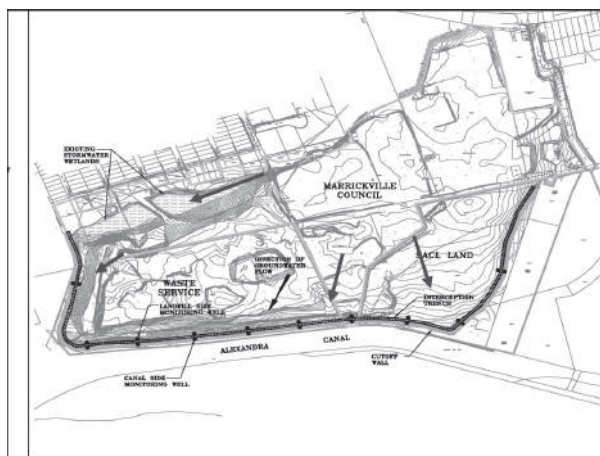 EXISTING
STORMWATER
WETLANDS
MARRICKVILLE
COUNCIL
SACL LAND
DIRECTION OF
GROUNDWATER
FLOW
WASTE
SERVICE
LANDFILL SIDE
MONITORING WELL
INTERCEPTION
TRENCH
ALEXANDRA CANAL
CUTOFF
WALL
CANAL SIDE
MONITORING WELL